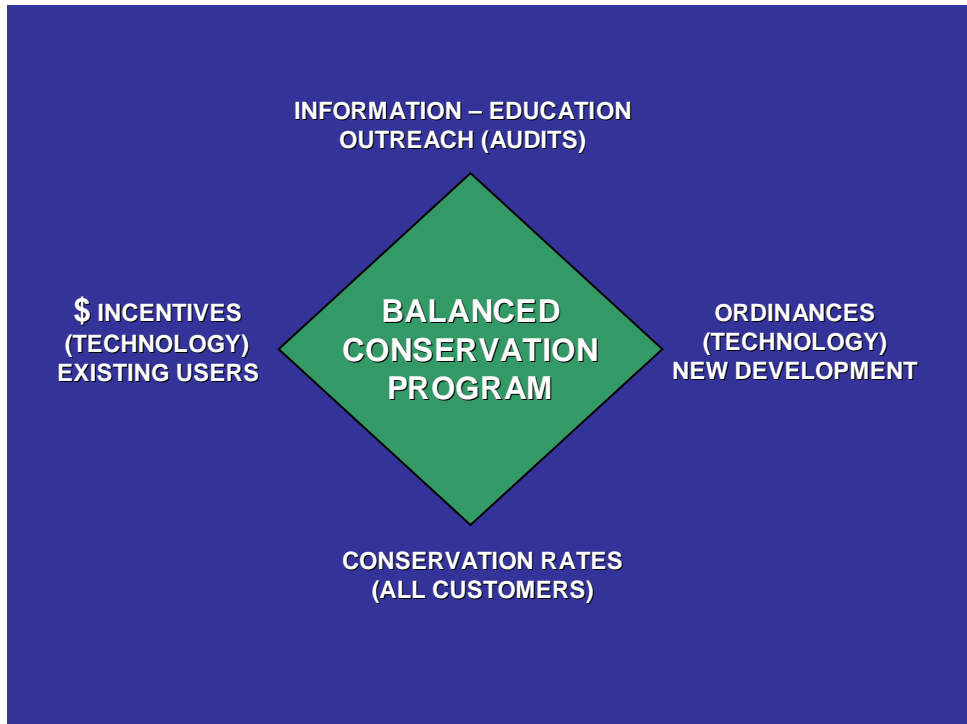 INFORMATION – EDUCATION
OUTREACH (AUDITS)
$ INCENTIVES
(TECHNOLOGY)
EXISTING USERS
BALANCED
CONSERVATION
PROGRAM
ORDINANCES
(TECHNOLOGY)
NEW DEVELOPMENT
CONSERVATION RATES
(ALL CUSTOMERS)